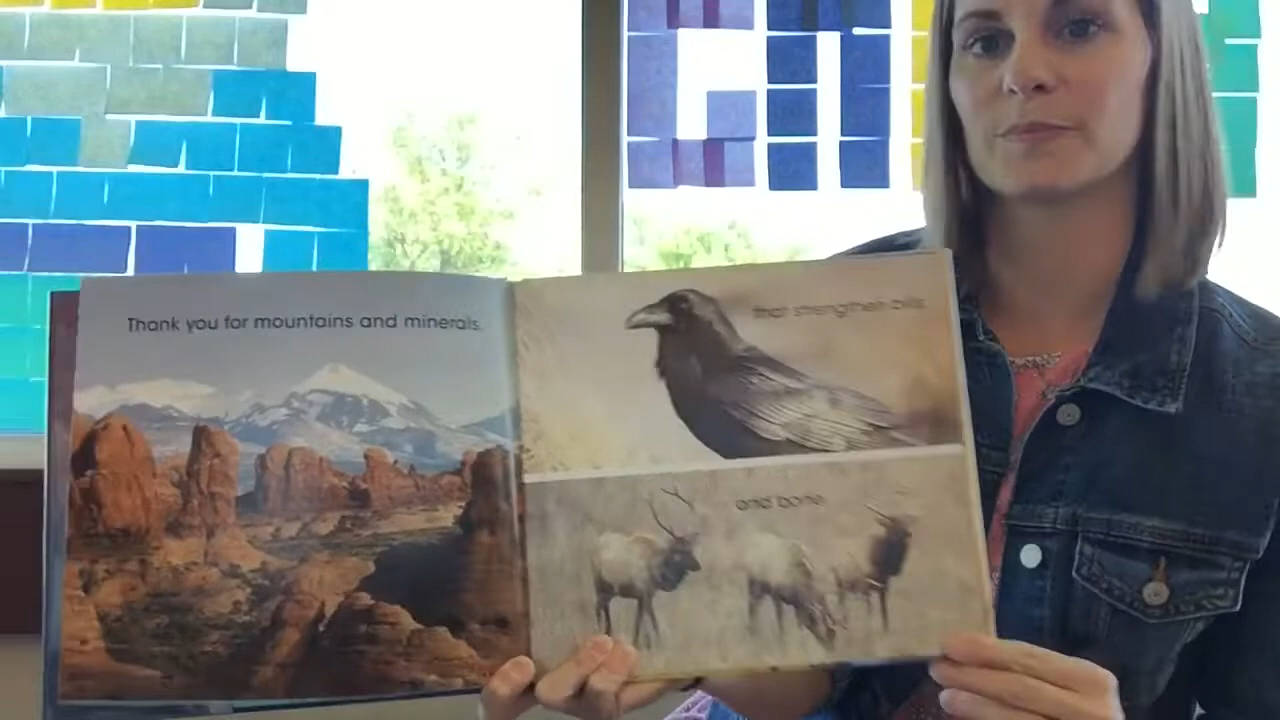 Thank you for mountains and minerals,
that strengthen bills
and bone